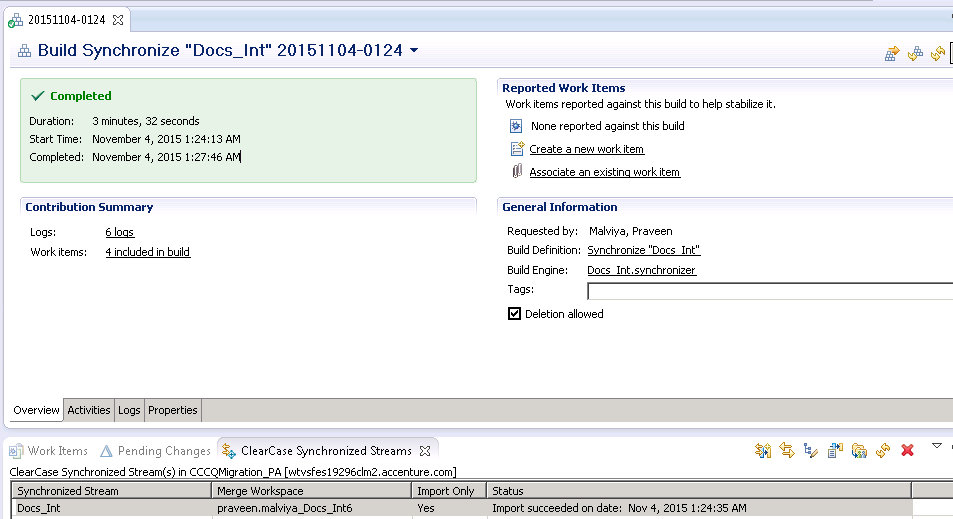 20151104-0124
Build Synchronize "Docs_Int" 20151104-0124
Completed
Duration: 3 minutes, 32 seconds
Start Time: November 4, 2015 1:24:13 AM
Completed: November 4, 2015 1:27:46 AM
Reported Work Items
Work items reported against this build to help stabilize it.
None reported against this build
Create a new work item
Associate an existing work item
Contribution Summary
Logs: 6 logs
Work items: 4 included in build
General Information
Requested by: Malviya, Praveen
Build Definition: Synchronize "Docs_Int"
Build Engine: Docs_Int.synchronizer
Tags:
Deletion allowed
Overview Activities Logs Properties
Work Items Pending Changes ClearCase Synchronized Streams
ClearCase Synchronized Stream(s) in CCCQMigration_PA [wtvsfes19296clm2.accenture.com]
Synchronized Stream Merge Workspace Import Only Status
Docs_Int praveen.malviya_Docs_Int6 Yes Import succeeded on date: Nov 4, 2015 1:24:35 AM